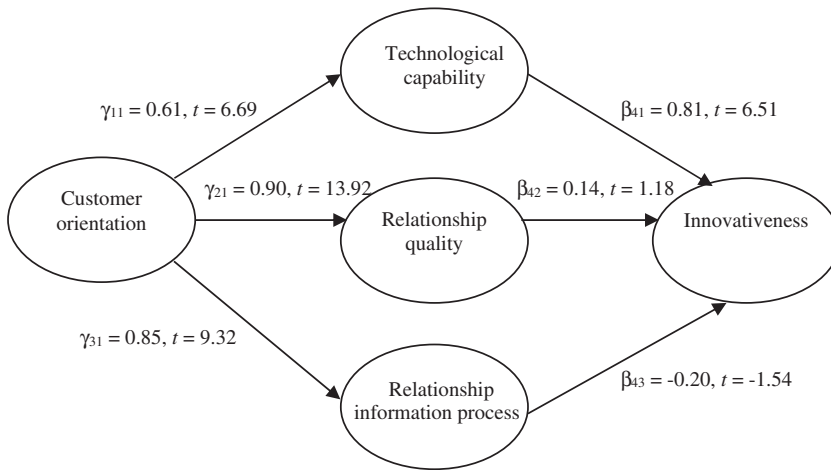 Technological
capability
γ11 = 0.61, t = 6.69
β41 = 0.81, t = 6.51
Customer
orientation
γ21 = 0.90, t = 13.92
Relationship
quality
β42 = 0.14, t = 1.18
Innovativeness
γ31 = 0.85, t = 9.32
Relationship
information process
β43 = -0.20, t = -1.54